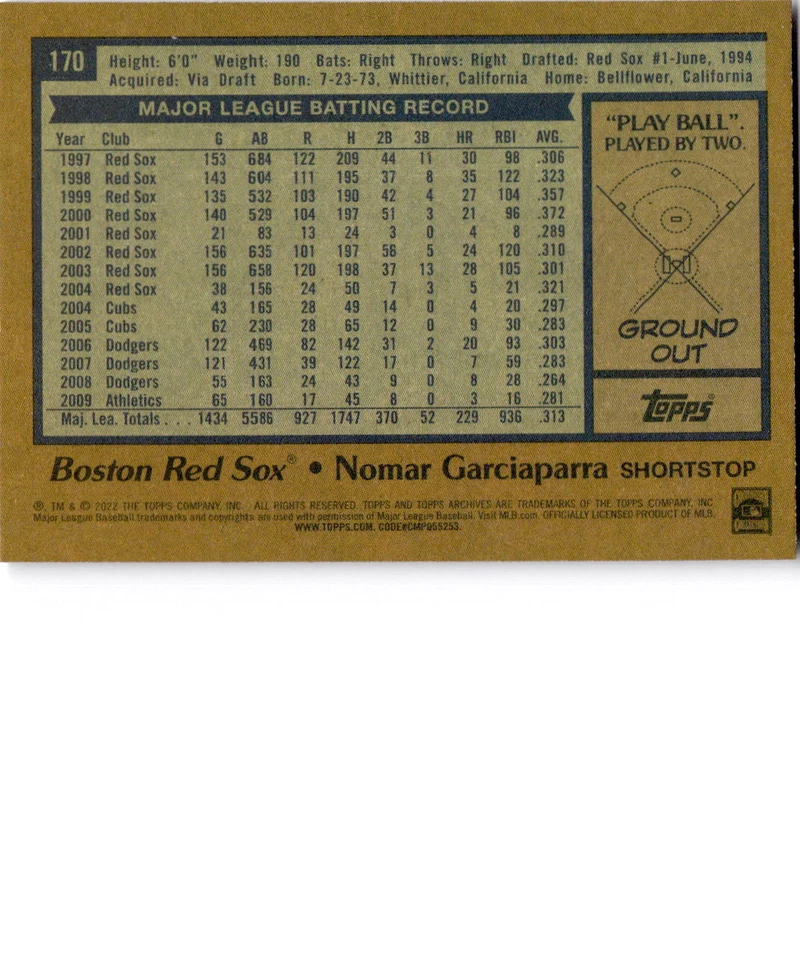 170
Height: 6'0" Weight: 190 Bats: Right Throws: Right Drafted: Red Sox #1-June, 1994
Acquired: Via Draft Born: 7-23-73, Whittier, California Home: Bellflower, California
MAJOR LEAGUE BATTING RECORD
Year Club G AB R H 2B 3B HR RBI AVG.
1997 Red Sox 153 684 122 209 44 11 30 98 .306
1998 Red Sox 143 604 111 195 37 8 35 122 .323
1999 Red Sox 135 532 103 190 42 4 27 104 .357
2000 Red Sox 140 529 104 197 51 3 21 96 .372
2001 Red Sox 21 83 13 24 3 0 4 8 .289
2002 Red Sox 156 635 101 197 56 5 24 120 .310
2003 Red Sox 156 658 120 198 37 13 28 105 .301
2004 Red Sox 38 156 24 50 7 3 5 21 .321
2004 Cubs 43 165 28 49 14 0 4 20 .297
2005 Cubs 62 230 28 65 12 0 9 30 .283
2006 Dodgers 122 469 82 142 31 2 20 93 .303
2007 Dodgers 121 431 39 122 17 0 7 59 .283
2008 Dodgers 55 163 24 43 9 0 8 28 .264
2009 Athletics 65 160 17 45 8 0 3 16 .281
Maj. Lea. Totals . . . 1434 5586 927 1747 370 52 229 936 .313
"PLAY BALL".
PLAYED BY TWO.
GROUND
OUT
Topps
Boston Red Sox® • Nomar Garciaparra SHORTSTOP
®, TM & © 2022 THE TOPPS COMPANY, INC. ALL RIGHTS RESERVED. TOPPS AND TOPPS ARCHIVES ARE TRADEMARKS OF THE TOPPS COMPANY, INC.
Major League Baseball trademarks and copyrights are used with permission of Major League Baseball. Visit MLB.com. OFFICIALLY LICENSED PRODUCT OF MLB.
WWW.TOPPS.COM. CODE#CMP055253.